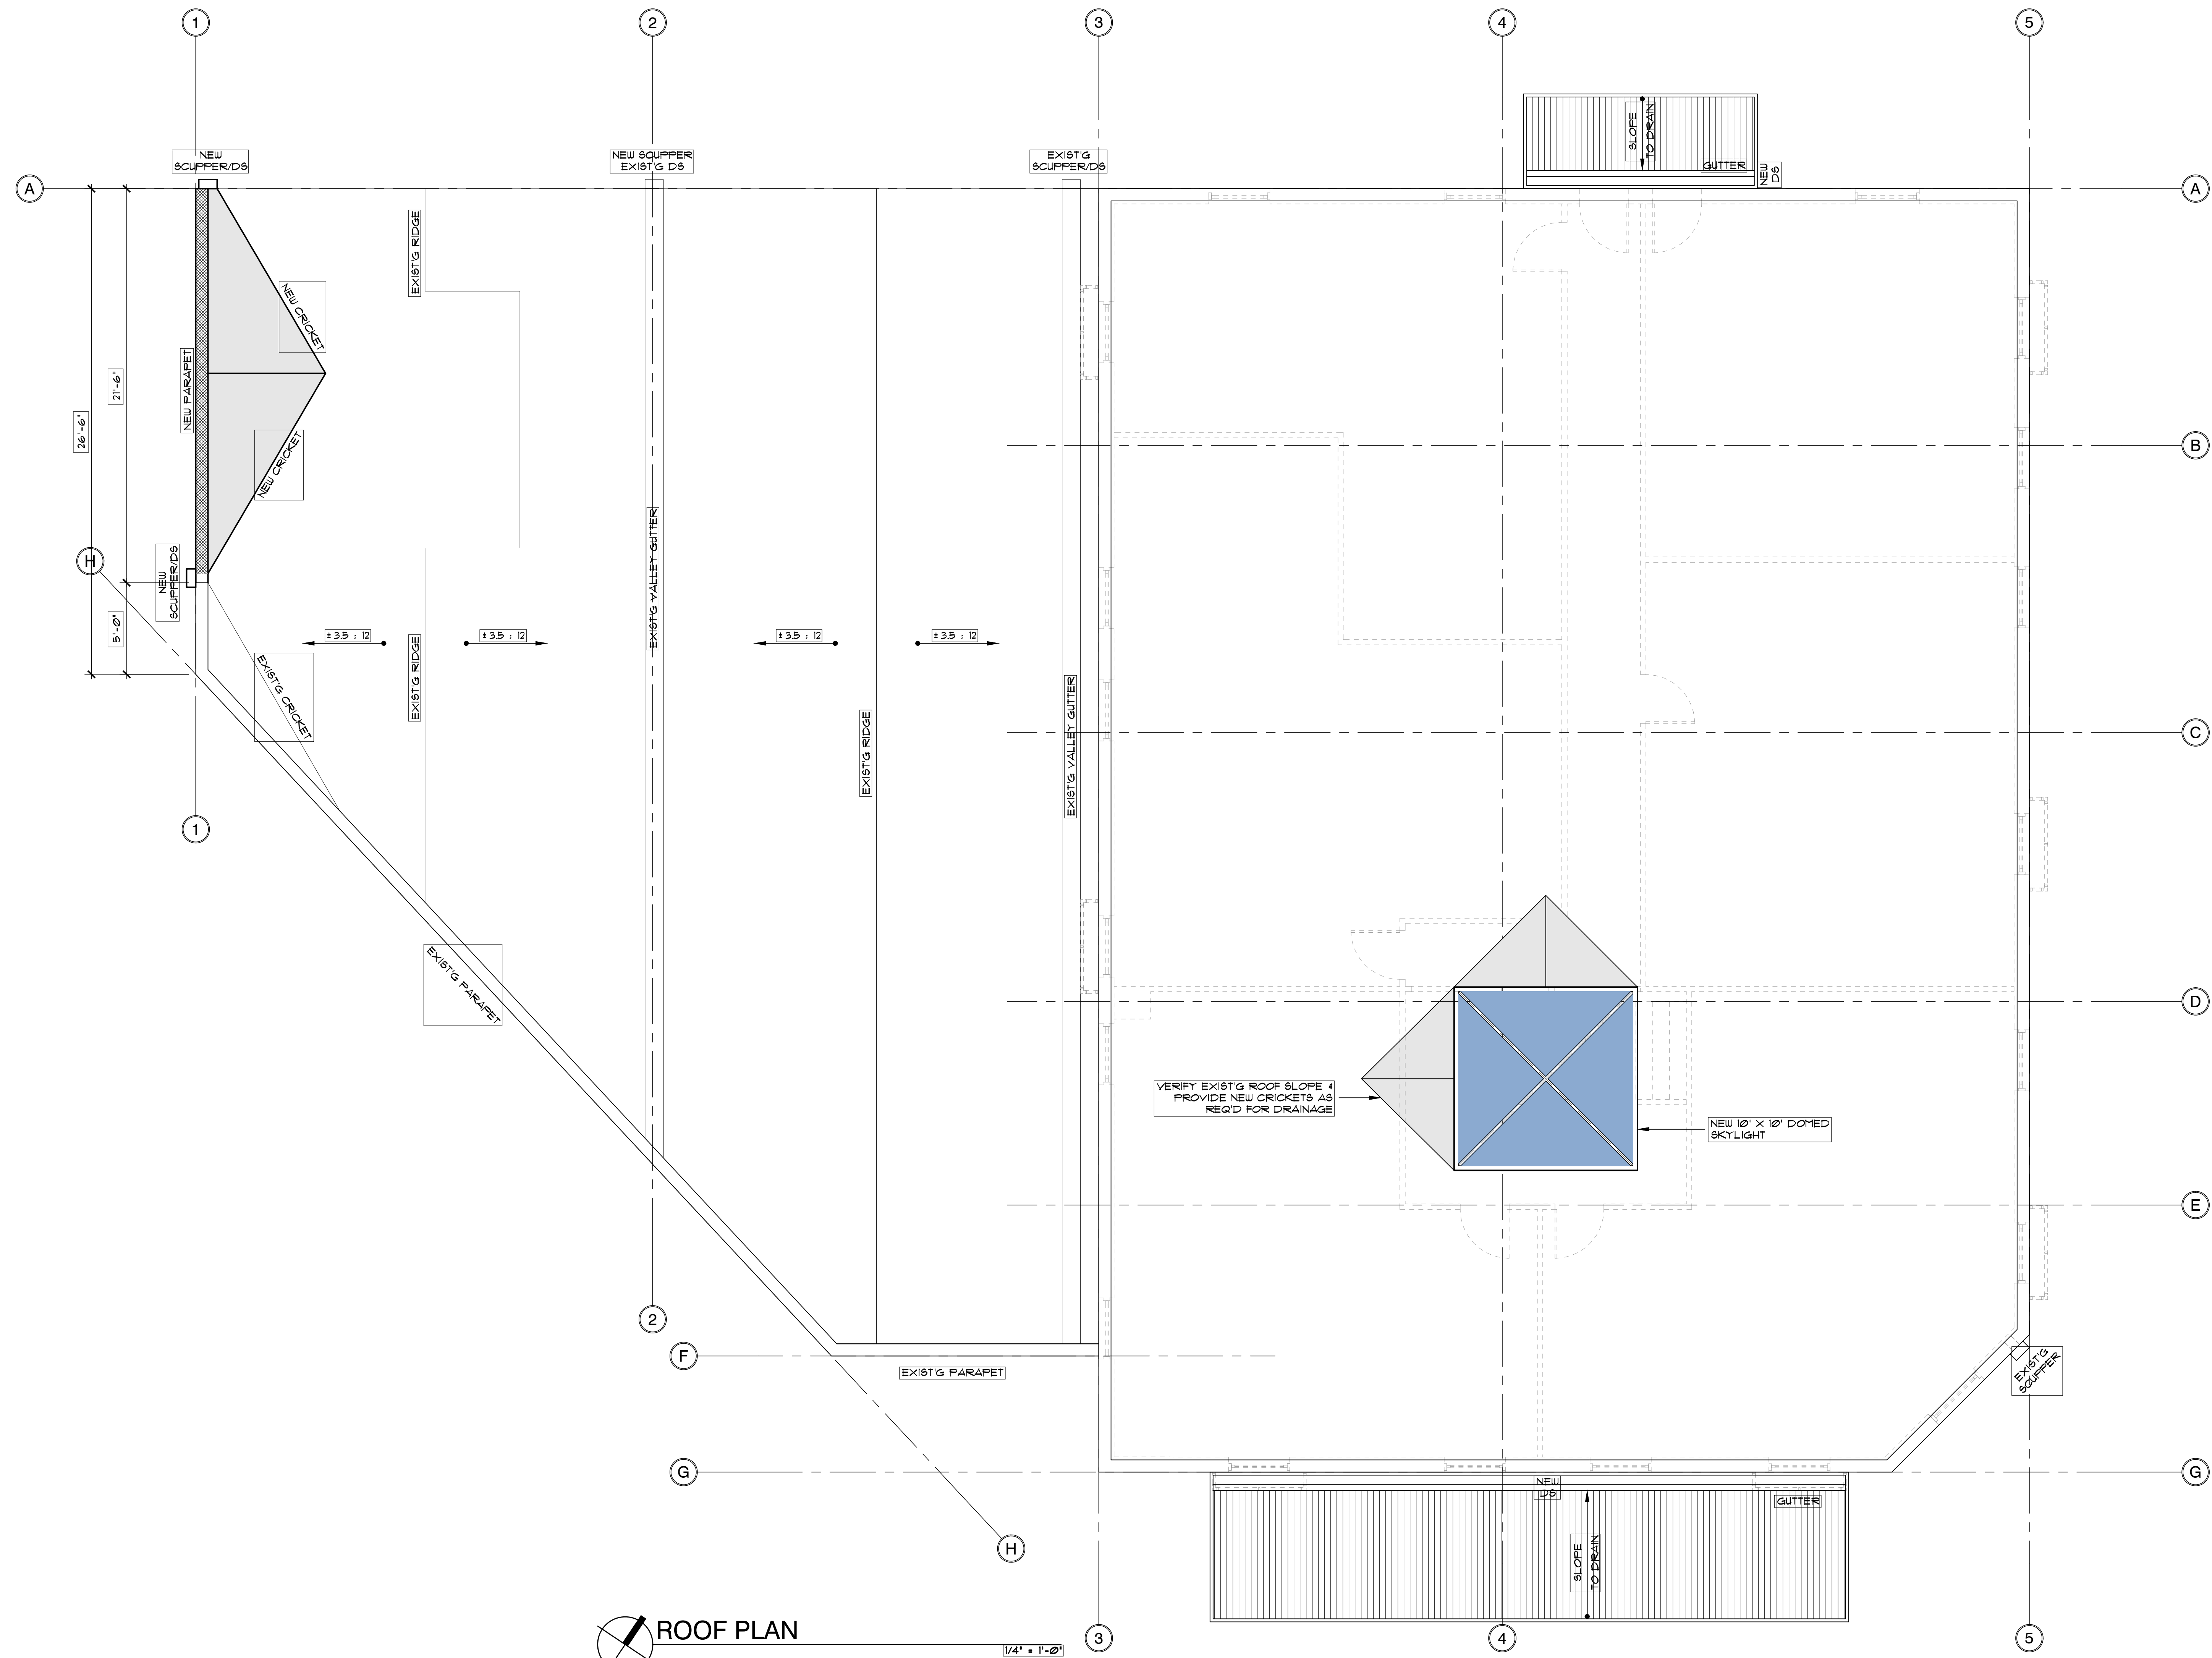 1
2
3
4
5
SLOPE
TO DRAIN
GUTTER
NEW
DS
NEW
SCUPPER/DS
NEW SCUPPER
EXIST'G DS
EXIST'G
SCUPPER/DS
A
A
EXIST'G RIDGE
NEW CRICKET
NEW PARAPET
21'-6"
26'-6"
NEW CRICKET
B
H
NEW
SCUPPER/DS
EXIST'G VALLEY GUTTER
5'-0"
±3.5 : 12
±3.5 : 12
±3.5 : 12
±3.5 : 12
EXIST'G CRICKET
EXIST'G RIDGE
EXIST'G RIDGE
EXIST'G VALLEY GUTTER
C
1
EXIST'G PARAPET
D
VERIFY EXIST'G ROOF SLOPE &
PROVIDE NEW CRICKETS AS
REQ'D FOR DRAINAGE
NEW 10' X 10' DOMED
SKYLIGHT
E
2
F
EXIST'G PARAPET
EXIST'G
SCUPPER
G
G
NEW
DS
GUTTER
SLOPE
TO DRAIN
H
ROOF PLAN
1/4" = 1'-0"
3
4
5